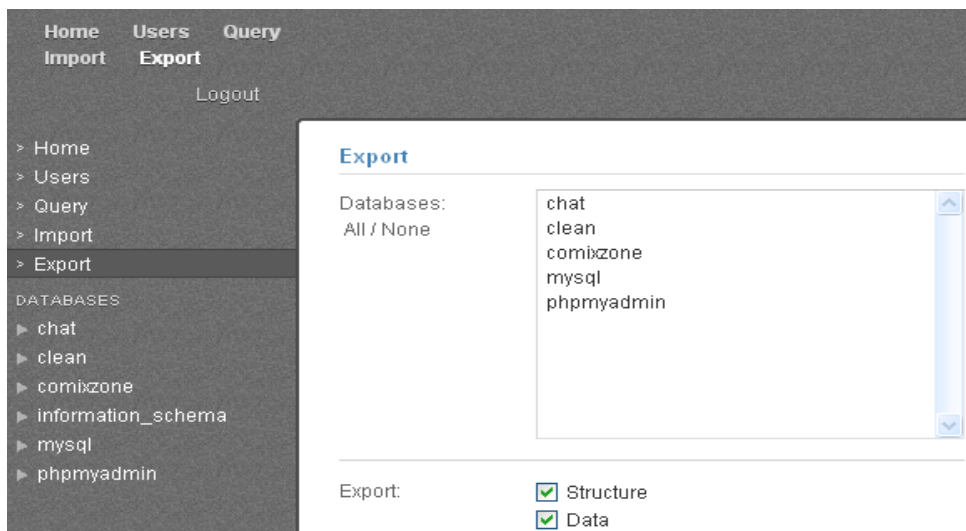 Home Users Query
Import Export
Logout
> Home
> Users
> Query
> Import
> Export
DATABASES
chat
clean
comixzone
information_schema
mysql
phpmyadmin
Export
Databases:
All / None
chat
clean
comixzone
mysql
phpmyadmin
Export:
Structure
Data